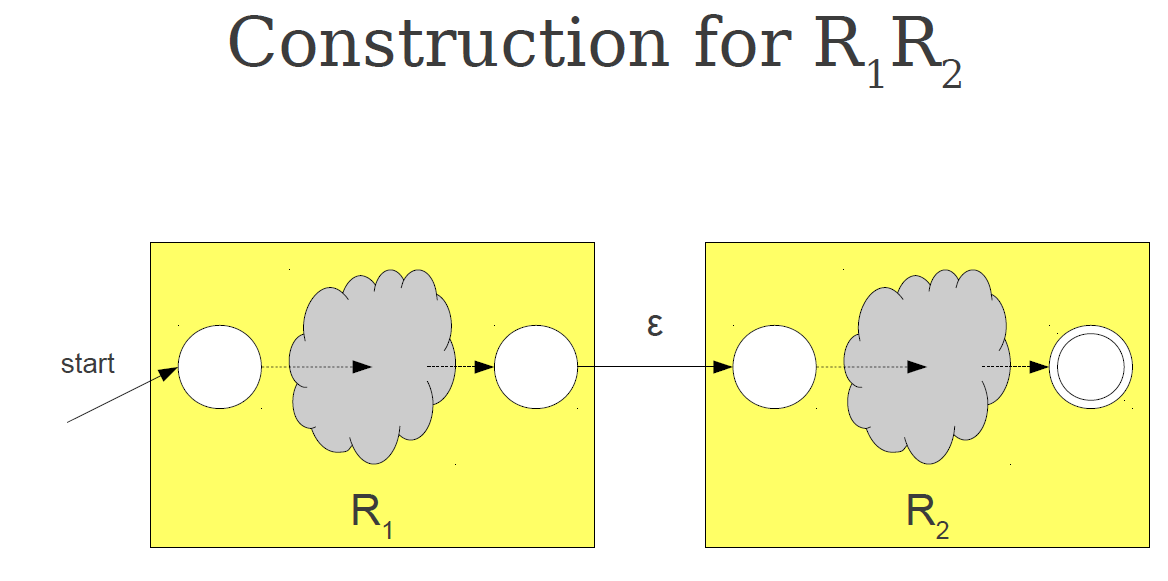 Construction for R₁R₂
ε
start
R₁
R₂